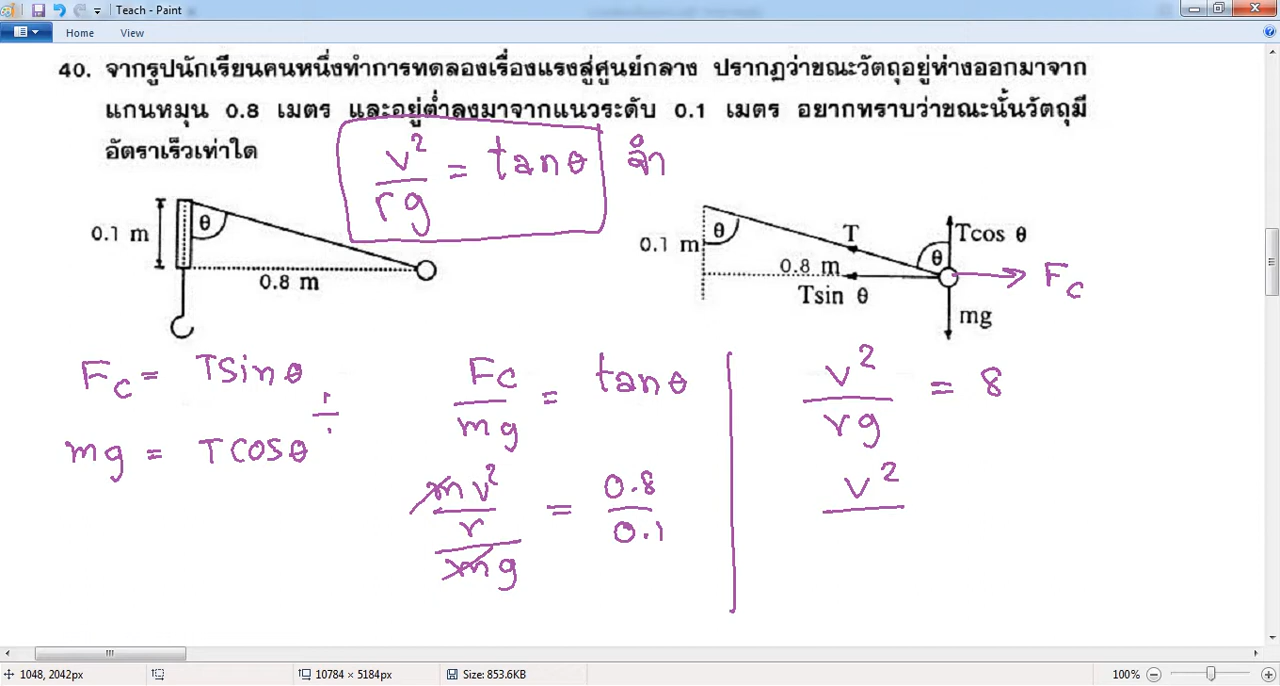 Teach - Paint
Home View
40. จากรูปนักเรียนคนหนึ่งทำการทดลองเรื่องแรงสู่ศูนย์กลาง ปรากฏว่าขณะวัตถุอยู่ห่างออกมาจาก
แกนหมุน 0.8 เมตร และอยู่ต่ำลงมาจากแนวระดับ 0.1 เมตร อยากทราบว่าขณะนั้นวัตถุมี
อัตราเร็วเท่าใด
v²/rg = tanθ จำ
0.1 m θ 0.8 m
0.1 m θ T θ Tcos θ
0.8 m Tsin θ Fc
mg
Fc = Tsinθ
mg = Tcosθ ÷
Fc/mg = tanθ
mv²/r/mg = 0.8/0.1
v²/rg = 8
v²
1048, 2042px 10784 × 5184px Size: 853.6KB 100%